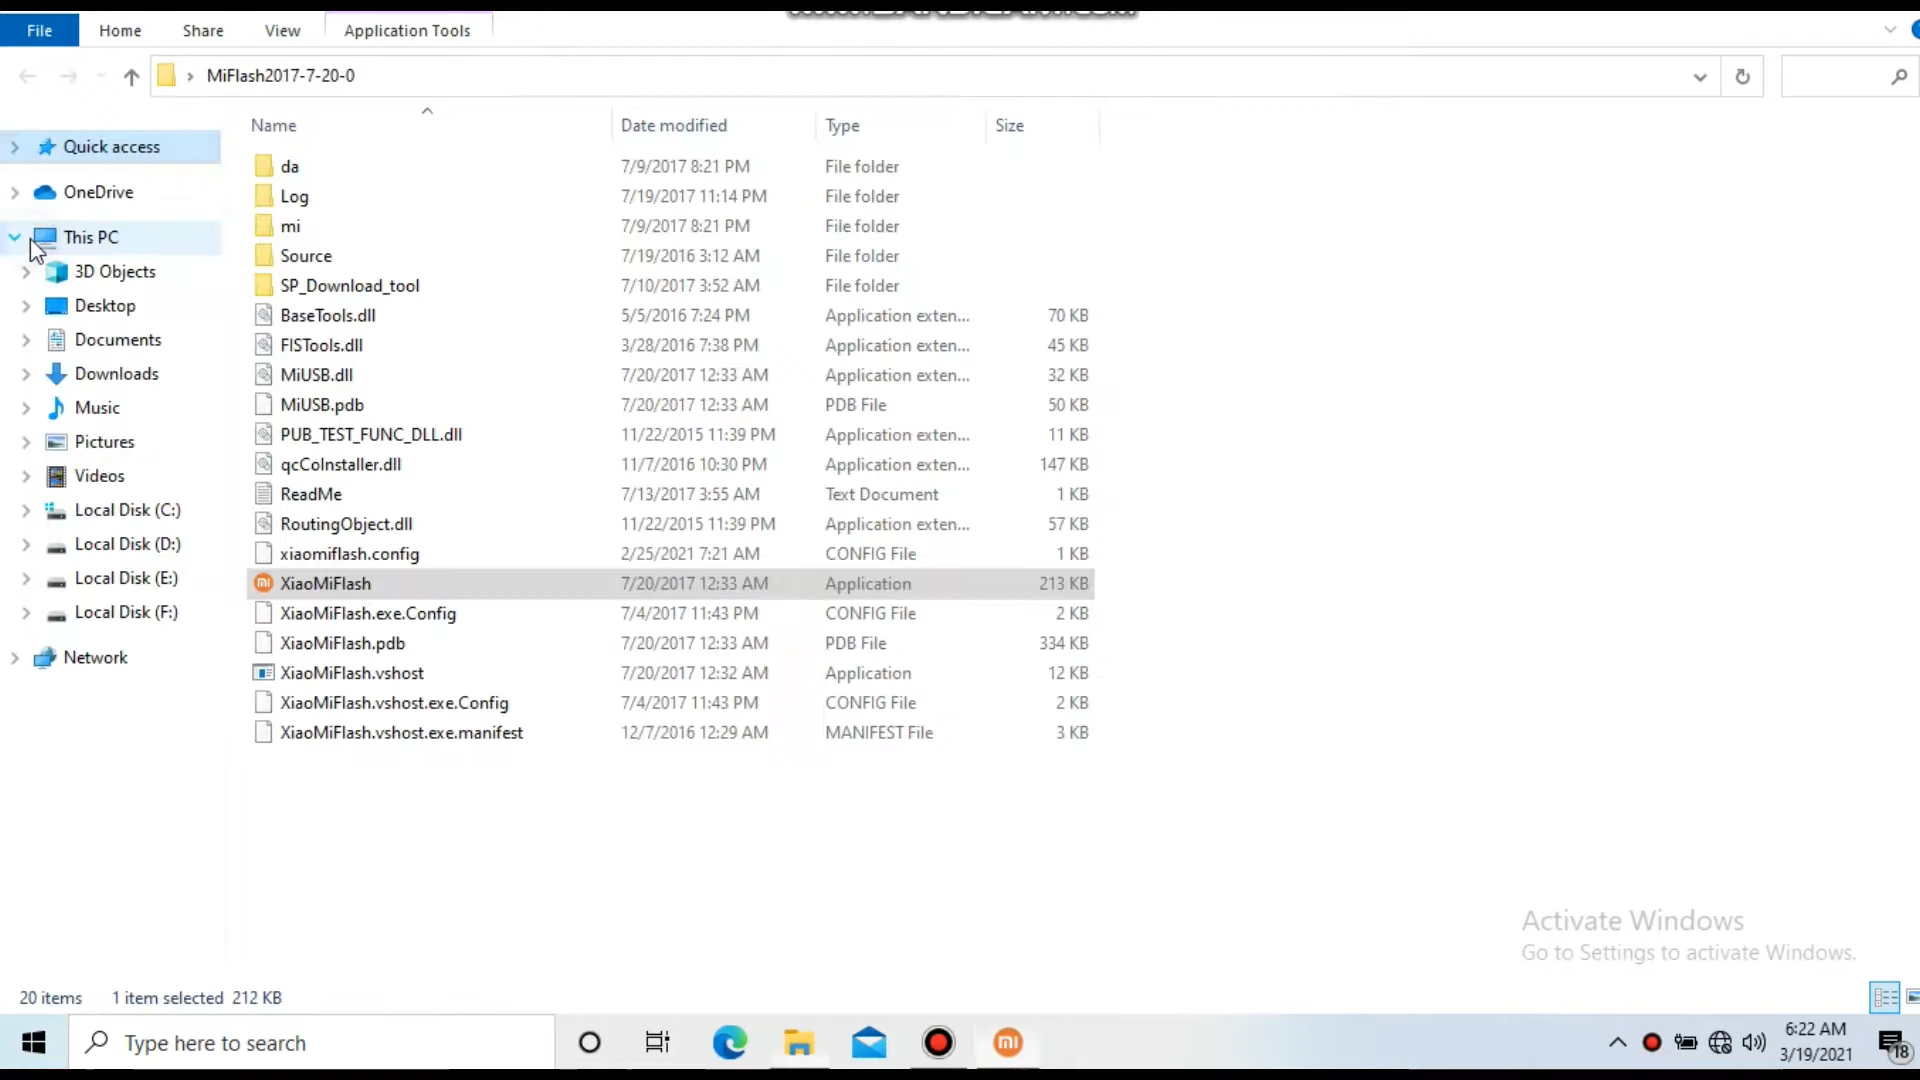 File Home Share View Application Tools
MiFlash2017-7-20-0
Name Date modified Type Size
Quick access
OneDrive
This PC
3D Objects
Desktop
Documents
Downloads
Music
Pictures
Videos
Local Disk (C:)
Local Disk (D:)
Local Disk (E:)
Local Disk (F:)
Network
da 7/9/2017 8:21 PM File folder
Log 7/19/2017 11:14 PM File folder
mi 7/9/2017 8:21 PM File folder
Source 7/19/2016 3:12 AM File folder
SP_Download_tool 7/10/2017 3:52 AM File folder
BaseTools.dll 5/5/2016 7:24 PM Application exten... 70 KB
FISTools.dll 3/28/2016 7:38 PM Application exten... 45 KB
MiUSB.dll 7/20/2017 12:33 AM Application exten... 32 KB
MiUSB.pdb 7/20/2017 12:33 AM PDB File 50 KB
PUB_TEST_FUNC_DLL.dll 11/22/2015 11:39 PM Application exten... 11 KB
qcCoInstaller.dll 11/7/2016 10:30 PM Application exten... 147 KB
ReadMe 7/13/2017 3:55 AM Text Document 1 KB
RoutingObject.dll 11/22/2015 11:39 PM Application exten... 57 KB
xiaomiflash.config 2/25/2021 7:21 AM CONFIG File 1 KB
XiaoMiFlash 7/20/2017 12:33 AM Application 213 KB
XiaoMiFlash.exe.Config 7/4/2017 11:43 PM CONFIG File 2 KB
XiaoMiFlash.pdb 7/20/2017 12:33 AM PDB File 334 KB
XiaoMiFlash.vshost 7/20/2017 12:32 AM Application 12 KB
XiaoMiFlash.vshost.exe.Config 7/4/2017 11:43 PM CONFIG File 2 KB
XiaoMiFlash.vshost.exe.manifest 12/7/2016 12:29 AM MANIFEST File 3 KB
Activate Windows
Go to Settings to activate Windows.
20 items 1 item selected 212 KB
Type here to search
6:22 AM
3/19/2021
18